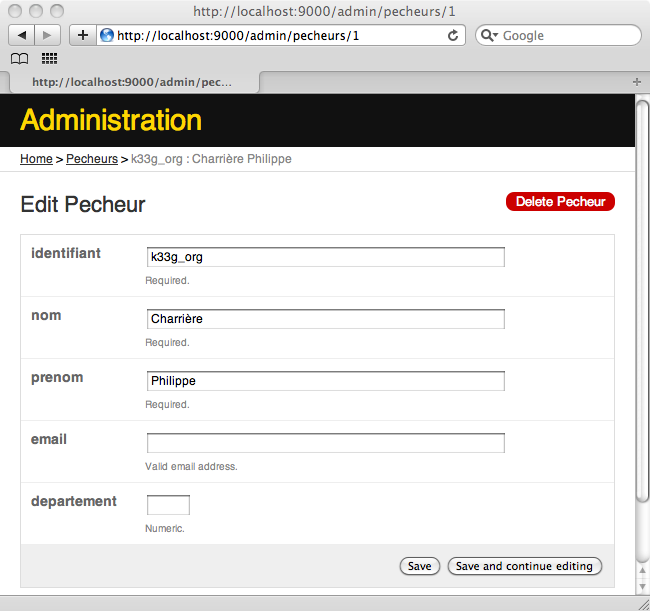 http://localhost:9000/admin/pecheurs/1
http://localhost:9000/admin/pecheurs/1
Google
http://localhost:9000/admin/pec...
Administration
Home > Pecheurs > k33g_org : Charrière Philippe
Edit Pecheur
Delete Pecheur
identifiant
k33g_org
Required.
nom
Charrière
Required.
prenom
Philippe
Required.
email
Valid email address.
departement
Numeric.
Save
Save and continue editing